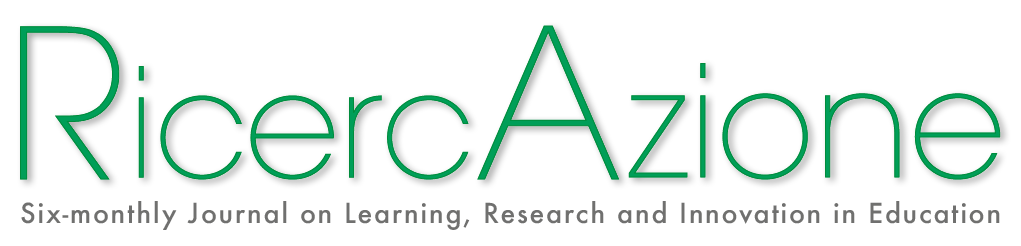 RicercAzione
Six-monthly Journal on Learning, Research and Innovation in Education